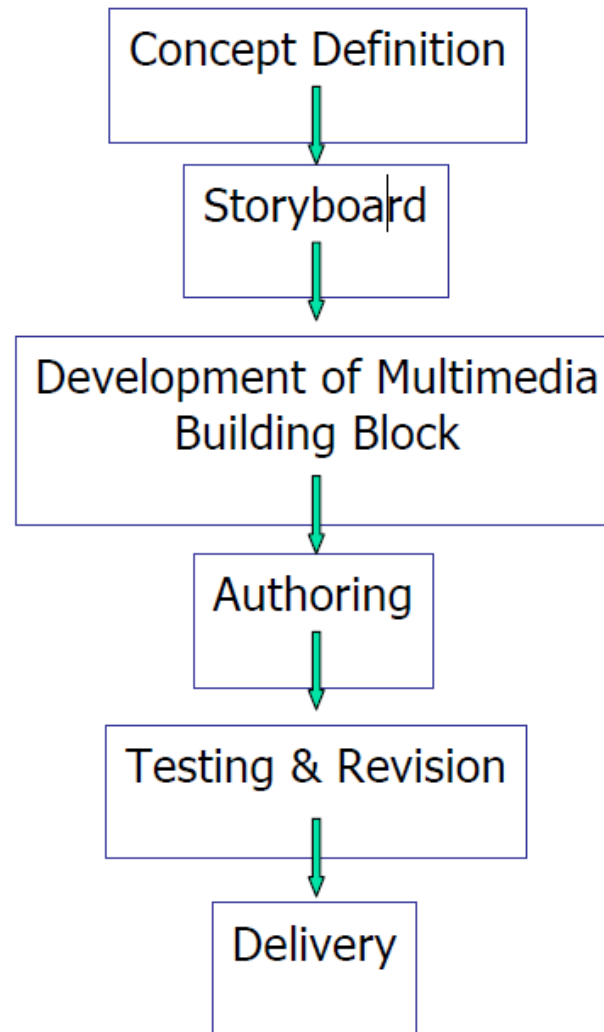 Concept Definition
Storyboard
Development of Multimedia
Building Block
Authoring
Testing & Revision
Delivery